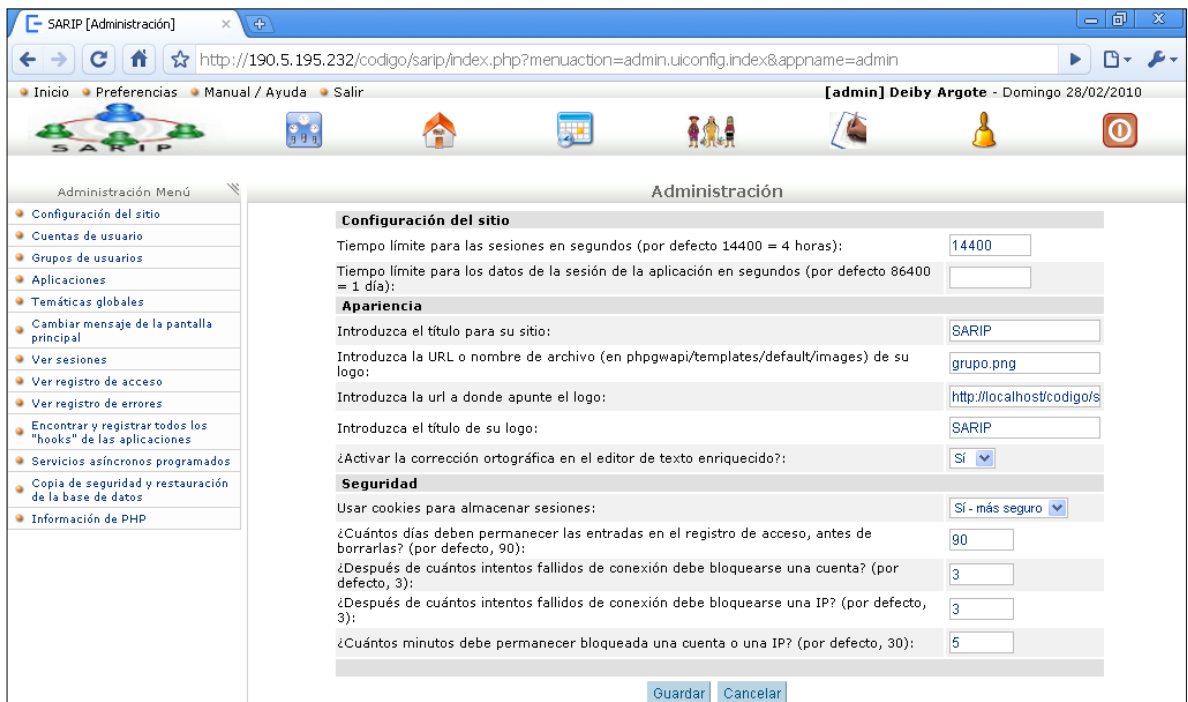 SARIP [Administración]
http://190.5.195.232/codigo/sarip/index.php?menuaction=admin.uiconfig.index&appname=admin
Inicio Preferencias Manual / Ayuda Salir
[admin] Deiby Argote - Domingo 28/02/2010
SARIP
Administración Menú
Configuración del sitio
Cuentas de usuario
Grupos de usuarios
Aplicaciones
Temáticas globales
Cambiar mensaje de la pantalla
principal
Ver sesiones
Ver registro de acceso
Ver registro de errores
Encontrar y registrar todos los
"hooks" de las aplicaciones
Servicios asíncronos programados
Copia de seguridad y restauración
de la base de datos
Información de PHP
Administración
Configuración del sitio
Tiempo límite para las sesiones en segundos (por defecto 14400 = 4 horas): 14400
Tiempo límite para los datos de la sesión de la aplicación en segundos (por defecto 86400
= 1 día):
Apariencia
Introduzca el título para su sitio: SARIP
Introduzca la URL o nombre de archivo (en phpgwapi/templates/default/images) de su
logo: grupo.png
Introduzca la url a donde apunte el logo: http://localhost/codigo/s
Introduzca el título de su logo: SARIP
¿Activar la corrección ortográfica en el editor de texto enriquecido?: Sí
Seguridad
Usar cookies para almacenar sesiones: Sí - más seguro
¿Cuántos días deben permanecer las entradas en el registro de acceso, antes de
borrarlas? (por defecto, 90): 90
¿Después de cuántos intentos fallidos de conexión debe bloquearse una cuenta? (por
defecto, 3): 3
¿Después de cuántos intentos fallidos de conexión debe bloquearse una IP? (por defecto,
3): 3
¿Cuántos minutos debe permanecer bloqueada una cuenta o una IP? (por defecto, 30): 5
Guardar Cancelar